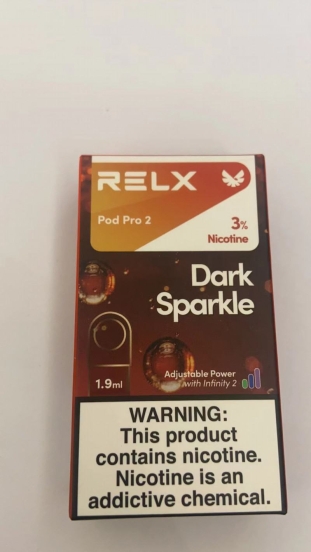 RELX
Pod Pro 2
3%
Nicotine
Dark
Sparkle
Adjustable Power
with Infinity 2
1.9ml
WARNING:
This product
contains nicotine.
Nicotine is an
addictive chemical.